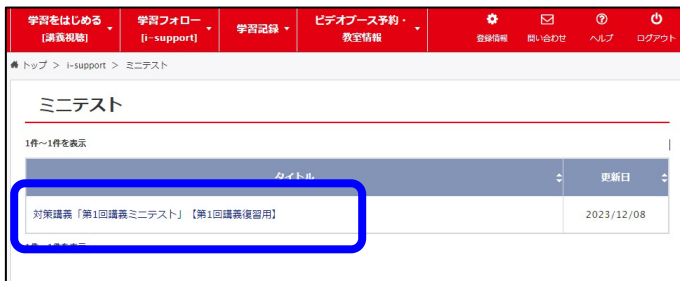 学習をはじめる
[講義視聴]
学習フォロー
[i-support]
学習記録
ビデオブース予約・
教室情報
登録情報
問い合わせ
ヘルプ
ログアウト
トップ > i-support > ミニテスト
ミニテスト
1件～1件を表示
タイトル
更新日
対策講義「第1回講義ミニテスト」【第1回講義復習用】
2023/12/08